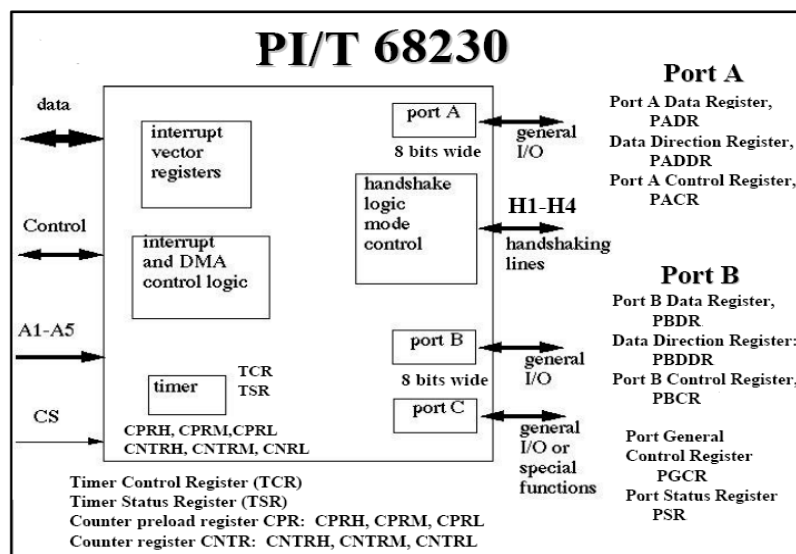 PI/T 68230
data
Control
A1-A5
CS
interrupt
vector
registers
interrupt
and DMA
control logic
timer
TCR
TSR
CPRH, CPRM,CPRL
CNTRH, CNTRM, CNRL
port A
8 bits wide
general
I/O
handshake
logic
mode
control
H1-H4
handshaking
lines
port B
8 bits wide
general
I/O
port C
general
I/O or
special
functions
Port A
Port A Data Register,
PADR
Data Direction Register,
PADDR
Port A Control Register,
PACR
Port B
Port B Data Register,
PBDR
Data Direction Register:
PBDDR
Port B Control Register,
PBCR
Port General
Control Register
PGCR
Port Status Register
PSR
Timer Control Register (TCR)
Timer Status Register (TSR)
Counter preload register CPR: CPRH, CPRM, CPRL
Counter register CNTR: CNTRH, CNTRM, CNTRL